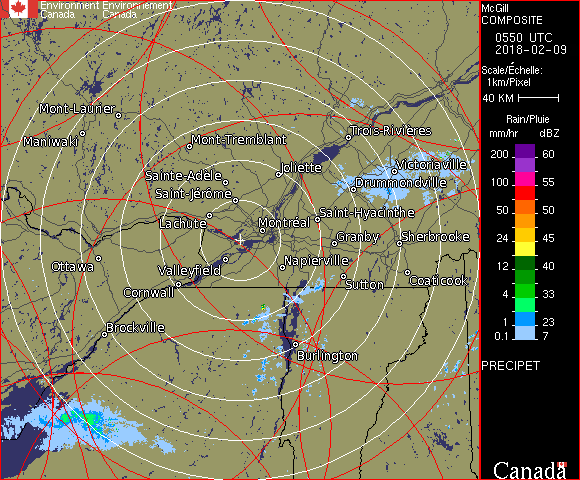 Environment Environnement
Canada Canada
McGill
COMPOSITE
0550 UTC
2018-02-09
Scale/Échelle:
1km/Pixel
40 KM
Rain/Pluie
mm/hr dBZ
200 60
100 55
50 50
24 45
12 40
4 33
1 23
0.1 7
PRECIPET
Canada
Mont-Laurier
Maniwaki
Mont-Tremblant
Trois-Rivières
Sainte-Adèle
Joliette
Victoriaville
Saint-Jérôme
Drummondville
Lachute
Montréal
Saint-Hyacinthe
Granby
Sherbrooke
Ottawa
Valleyfield
Napierville
Cornwall
Sutton
Coaticook
Brockville
Burlington